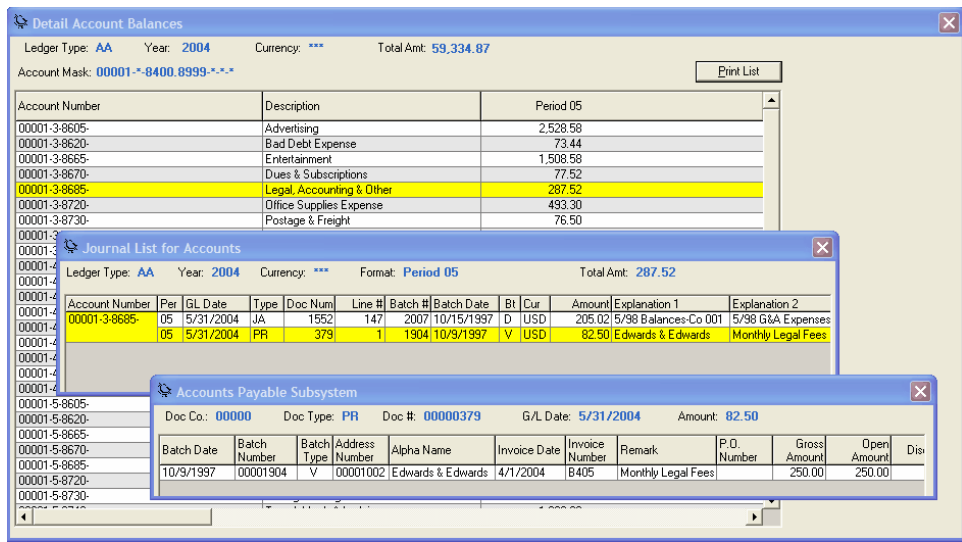 Detail Account Balances
Ledger Type: AA Year: 2004 Currency: *** Total Amt: 59,334.87
Account Mask: 00001-*-8400.8999-*-*-* Print List
Account Number Description Period 05
00001-3-8605- Advertising 2,528.58
00001-3-8620- Bad Debt Expense 73.44
00001-3-8665- Entertainment 1,508.58
00001-3-8670- Dues & Subscriptions 77.52
00001-3-8685- Legal, Accounting & Other 287.52
00001-3-8720- Office Supplies Expense 493.30
00001-3-8730- Postage & Freight 76.50
Journal List for Accounts
Ledger Type: AA Year: 2004 Currency: *** Format: Period 05 Total Amt: 287.52
Account Number Per GL Date Type Doc Num Line # Batch # Batch Date Bt Cur Amount Explanation 1 Explanation 2
00001-3-8685- 05 5/31/2004 JA 1552 147 2007 10/15/1997 D USD 205.02 5/98 Balances-Co 001 5/98 G&A Expenses
05 5/31/2004 PR 379 1 1904 10/9/1997 V USD 82.50 Edwards & Edwards Monthly Legal Fees
Accounts Payable Subsystem
Doc Co.: 00000 Doc Type: PR Doc #: 00000379 G/L Date: 5/31/2004 Amount: 82.50
Batch Date Batch Number Batch Type Address Number Alpha Name Invoice Date Invoice Number Remark P.O. Number Gross Amount Open Amount
10/9/1997 00001904 V 00001002 Edwards & Edwards 4/1/2004 B405 Monthly Legal Fees 250.00 250.00
00001-5-8605-
00001-5-8620-
00001-5-8665-
00001-5-8670-
00001-5-8685-
00001-5-8720-
00001-5-8730-